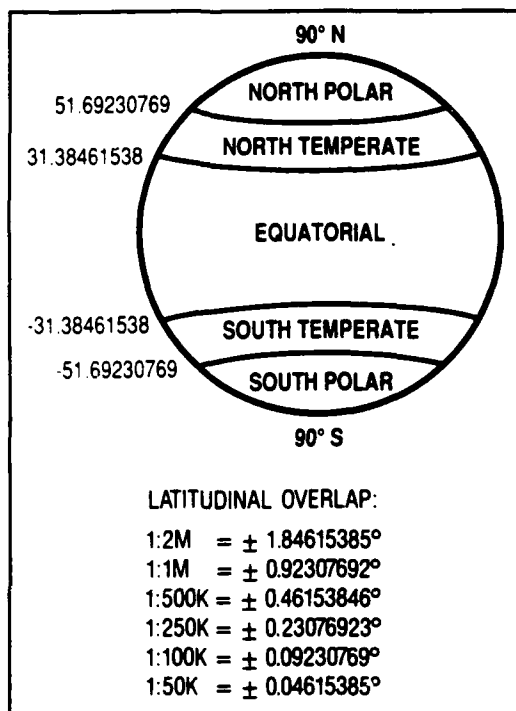 90° N
NORTH POLAR
51.69230769
NORTH TEMPERATE
31.38461538
EQUATORIAL
-31.38461538
SOUTH TEMPERATE
-51.69230769
SOUTH POLAR
90° S
LATITUDINAL OVERLAP:
1:2M = ± 1.84615385°
1:1M = ± 0.92307692°
1:500K = ± 0.46153846°
1:250K = ± 0.23076923°
1:100K = ± 0.09230769°
1:50K = ± 0.04615385°